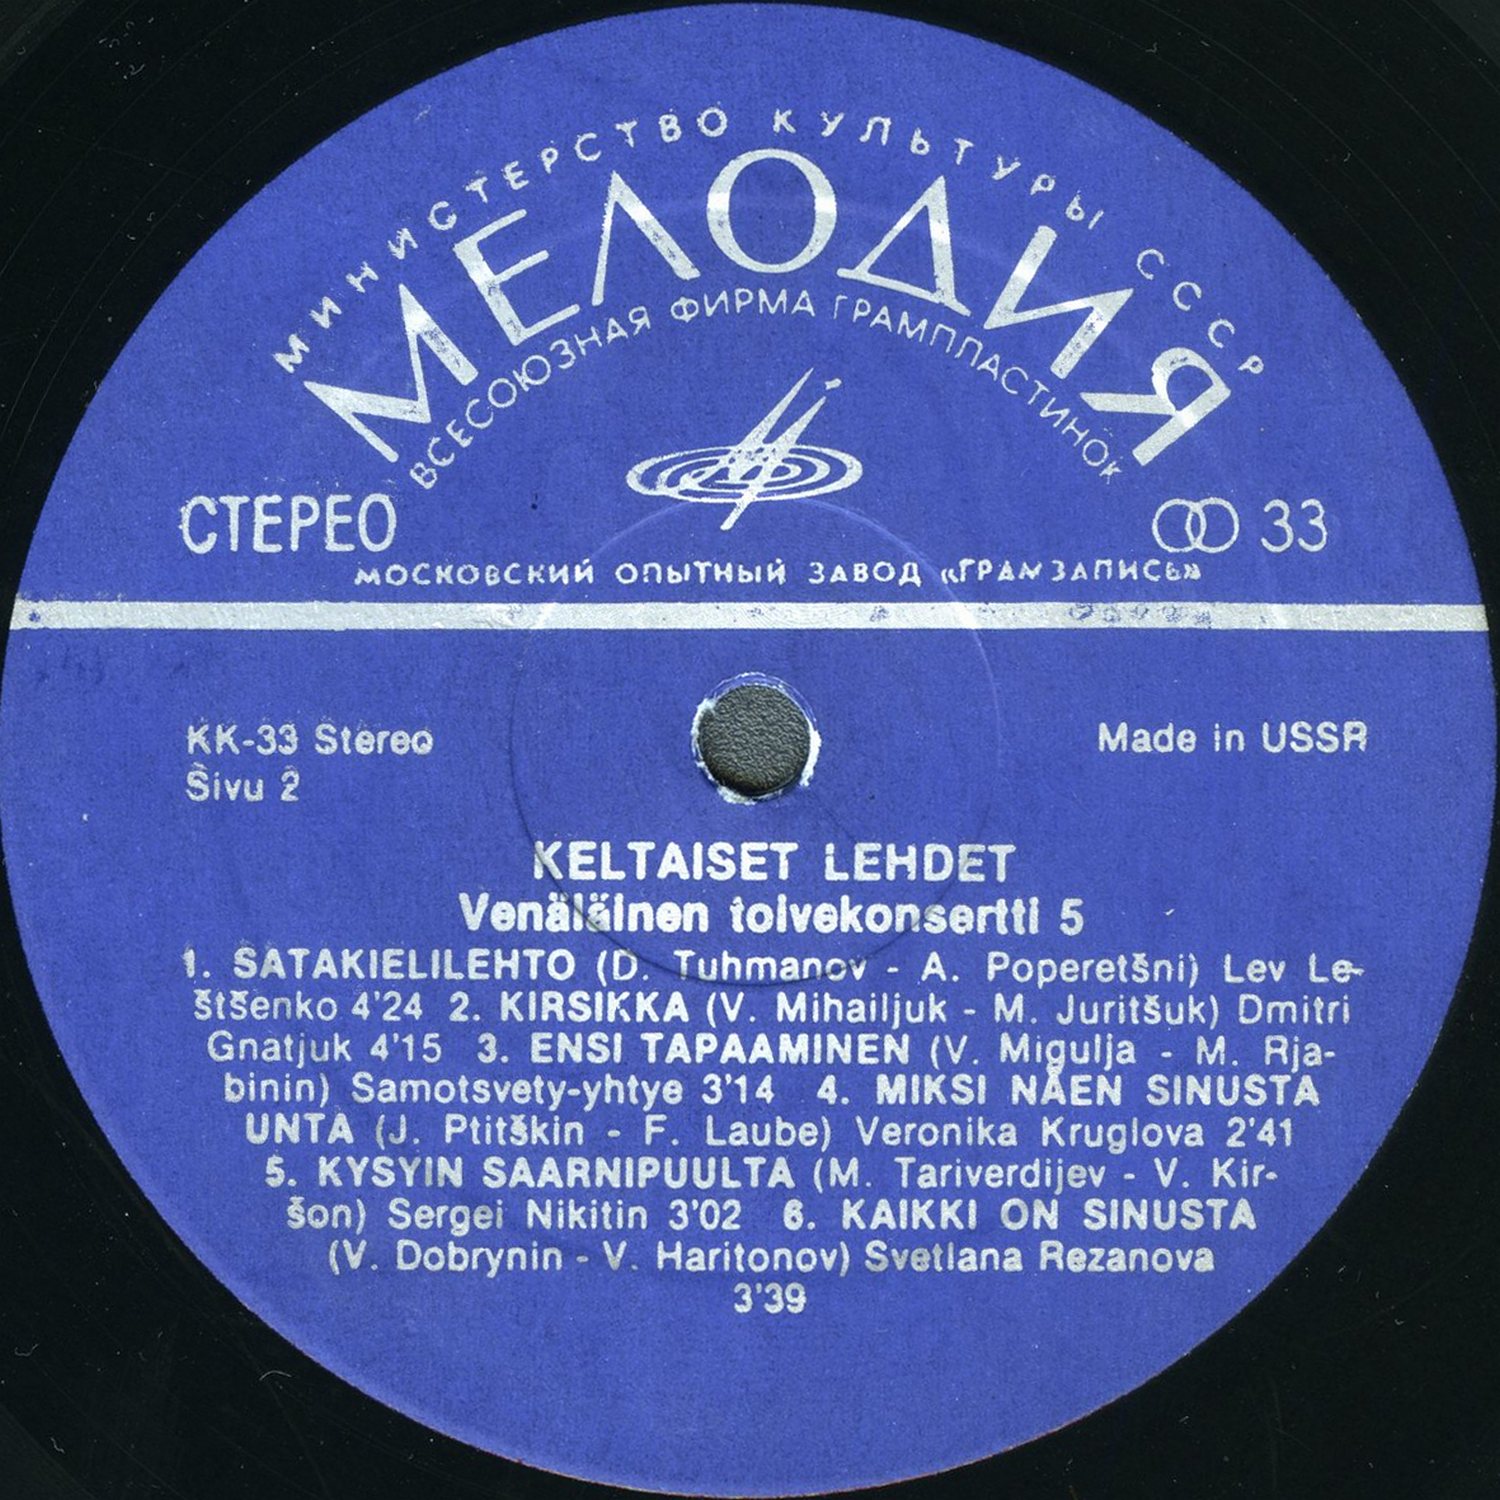 МИНИСТЕРСТВО КУЛЬТУРЫ СССР
МЕЛОДИЯ
ВСЕСОЮЗНАЯ ФИРМА ГРАМПЛАСТИНОК
СТЕРЕО
33
МОСКОВСКИЙ ОПЫТНЫЙ ЗАВОД «ГРАМЗАПИСЬ»
KK-33 Stereo
Made in USSR
Sivu 2
KELTAISET LEHDET
Venäläinen toivekonsertti 5
1. SATAKIELILEHTO (D. Tuhmanov - A. Poperetšni) Lev Le-
štšenko 4'24 2. KIRSIKKA (V. Mihailjuk - M. Juritšuk) Dmitri
Gnatjuk 4'15 3. ENSI TAPAAMINEN (V. Migulja - M. Rja-
binin) Samotsvety-yhtye 3'14 4. MIKSI NÄEN SINUSTA
UNTA (J. Ptitškin - F. Laube) Veronika Kruglova 2'41
5. KYSYIN SAARNIPUULTA (M. Tariverdijev - V. Kir-
šon) Sergei Nikitin 3'02 6. KAIKKI ON SINUSTA
(V. Dobrynin - V. Haritonov) Svetlana Rezanova
3'39